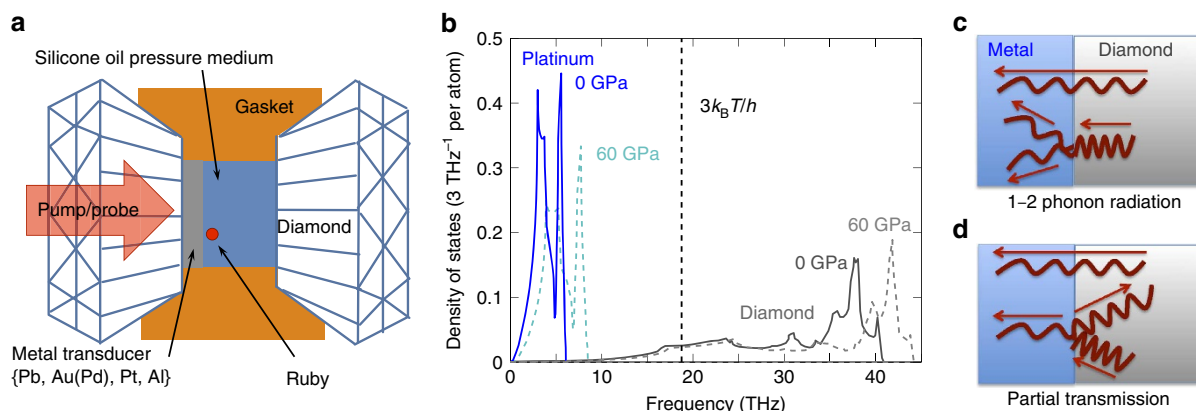 a
Silicone oil pressure medium
Gasket
Pump/probe
Diamond
Metal transducer
{Pb, Au(Pd), Pt, Al}
Ruby
b
0.5
0.4
0.3
0.2
0.1
0
Density of states (3 THz⁻¹ per atom)
Platinum
0 GPa
60 GPa
3k_BT/h
60 GPa
0 GPa
Diamond
0
10
20
30
40
Frequency (THz)
c
Metal
Diamond
1–2 phonon radiation
d
Partial transmission